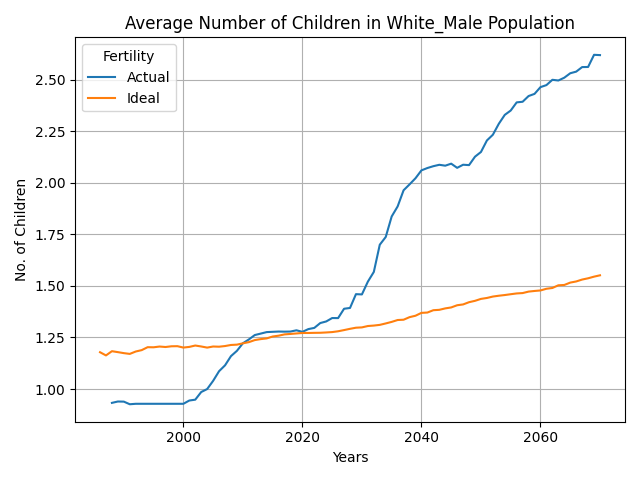 Average Number of Children in White_Male Population
Fertility
Actual
Ideal
No. of Children
2.50
2.25
2.00
1.75
1.50
1.25
1.00
2000 2020 2040 2060
Years